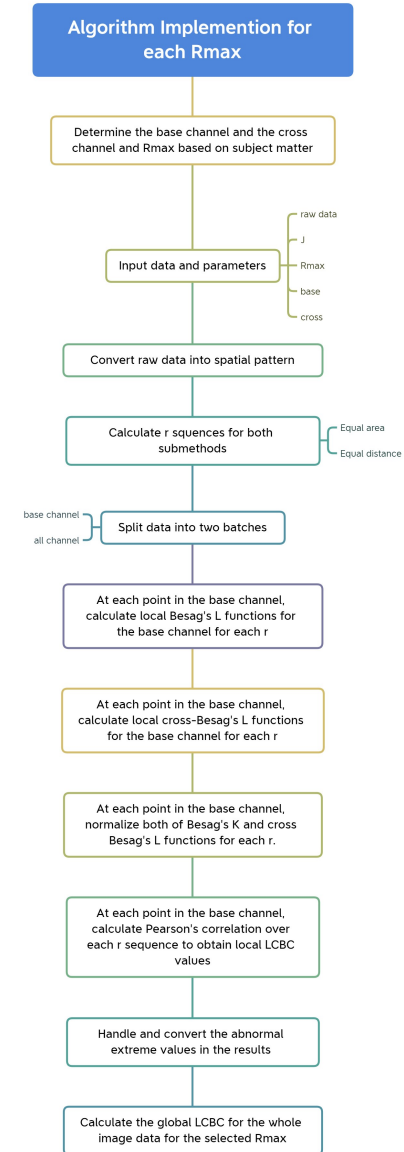 Algorithm Implemention for
each Rmax
Determine the base channel and the cross
channel and Rmax based on subject matter
raw data
J
Input data and parameters
Rmax
base
cross
Convert raw data into spatial pattern
Calculate r squences for both
submethods
Equal area
Equal distance
base channel
all channel
Split data into two batches
At each point in the base channel,
calculate local Besag's L functions for
the base channel for each r
At each point in the base channel,
calculate local cross-Besag's L functions
for the base channel for each r
At each point in the base channel,
normalize both of Besag's K and cross
Besag's L functions for each r.
At each point in the base channel,
calculate Pearson's correlation over
each r sequence to obtain local LCBC
values
Handle and convert the abnormal
extreme values in the results
Calculate the global LCBC for the whole
image data for the selected Rmax